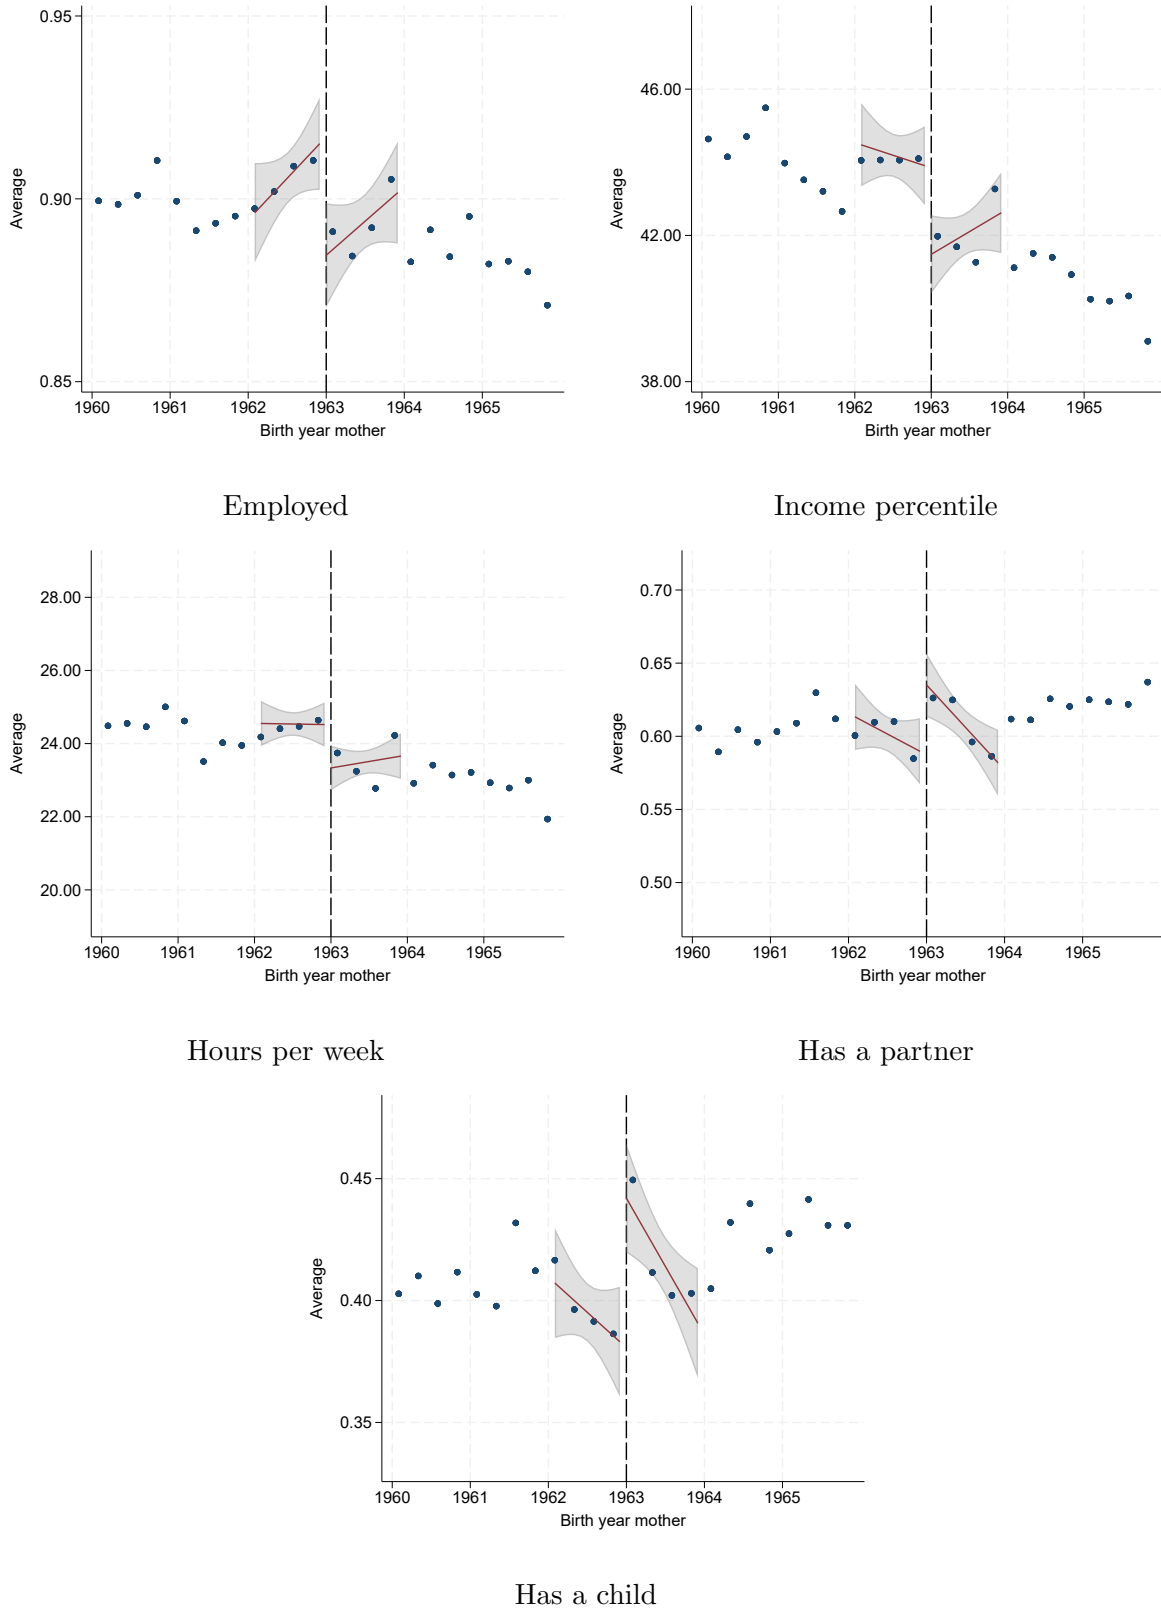 0.95
0.90
0.85
Average
1960 1961 1962 1963 1964 1965
Birth year mother
Employed
46.00
42.00
38.00
Average
1960 1961 1962 1963 1964 1965
Birth year mother
Income percentile
28.00
26.00
24.00
22.00
20.00
Average
1960 1961 1962 1963 1964 1965
Birth year mother
Hours per week
0.70
0.65
0.60
0.55
0.50
Average
1960 1961 1962 1963 1964 1965
Birth year mother
Has a partner
0.45
0.40
0.35
Average
1960 1961 1962 1963 1964 1965
Birth year mother
Has a child